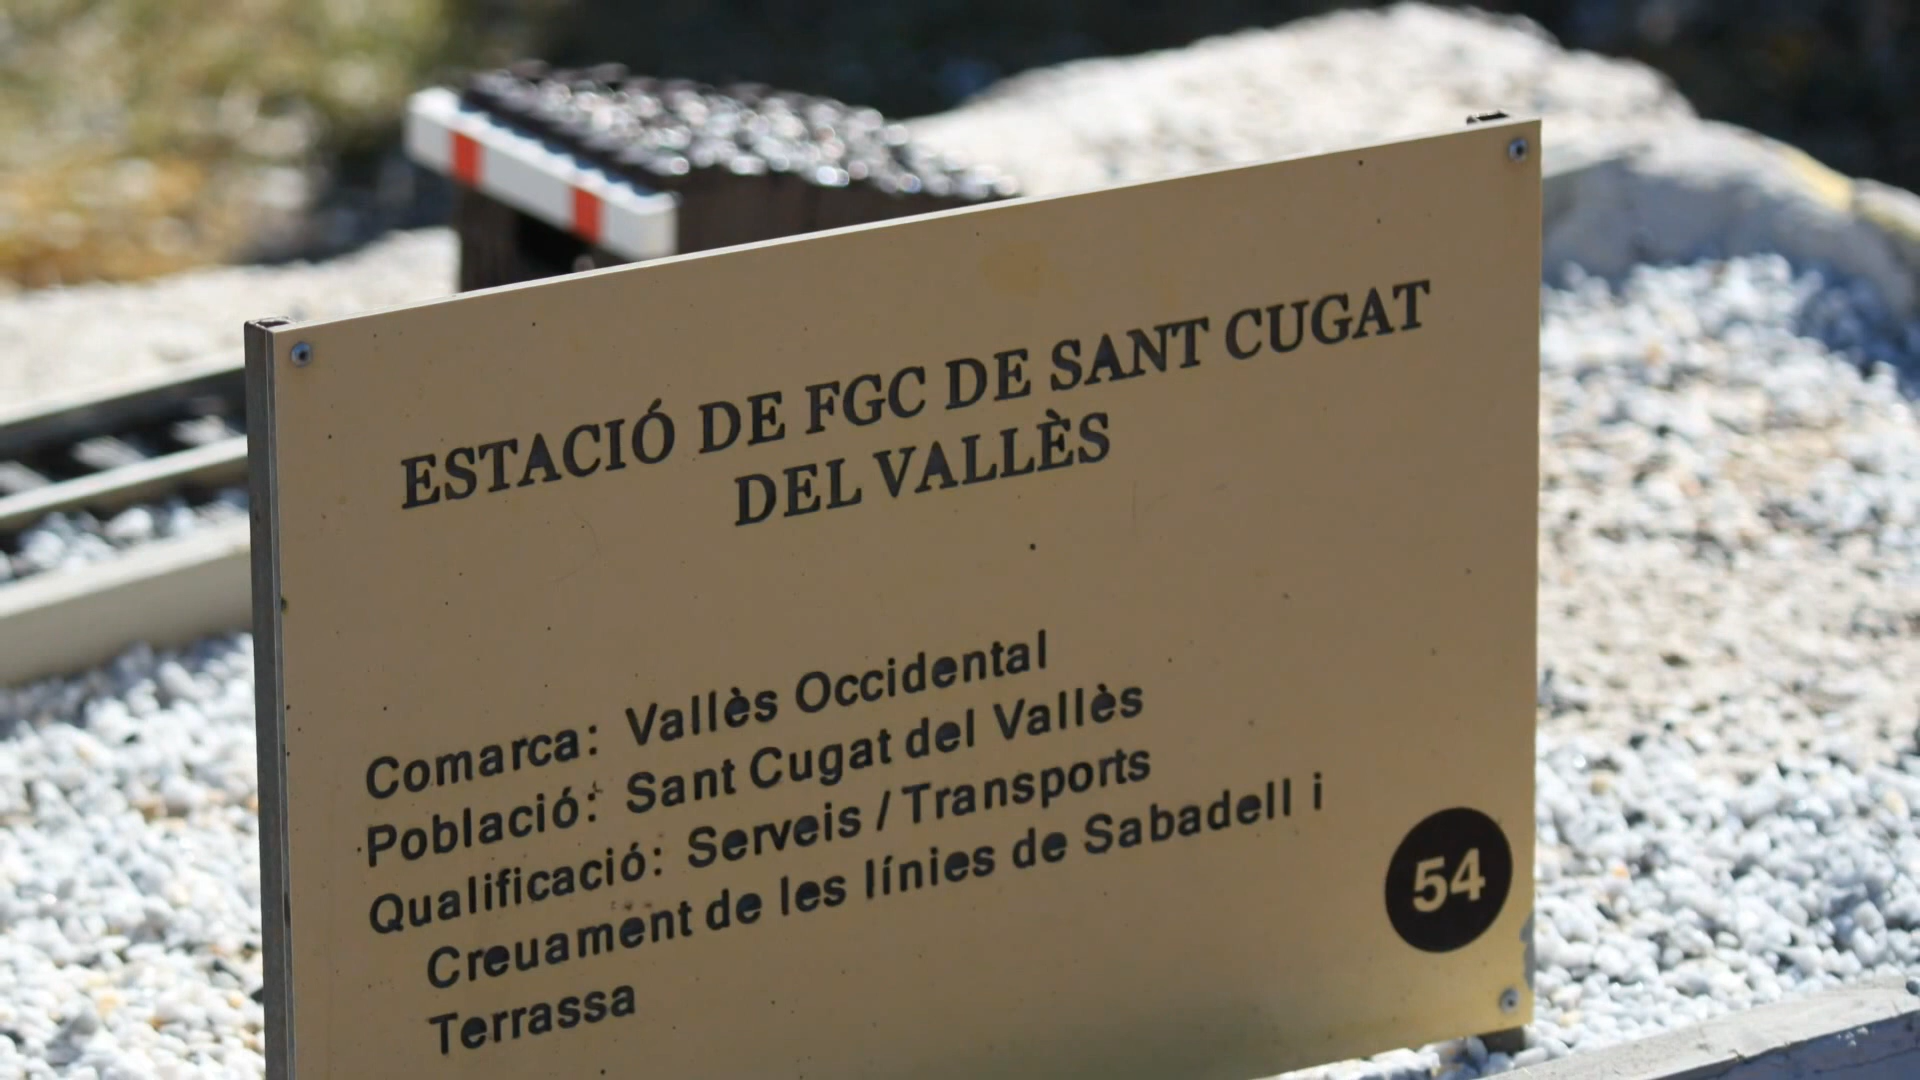 ESTACIÓ DE FGC DE SANT CUGAT
DEL VALLÈS
Comarca: Vallès Occidental
Població: Sant Cugat del Vallès
Qualificació: Serveis / Transports
Creuament de les línies de Sabadell i
Terrassa
54